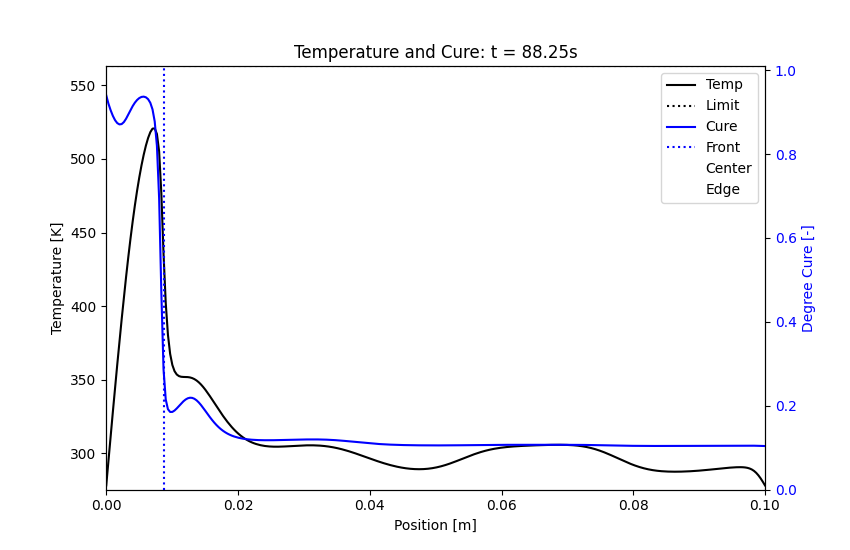 Temperature and Cure: t = 88.25s
Temp
Limit
Cure
Front
Center
Edge
Temperature [K]
550
500
450
400
350
300
Degree Cure [-]
1.0
0.8
0.6
0.4
0.2
0.0
0.00 0.02 0.04 0.06 0.08 0.10
Position [m]